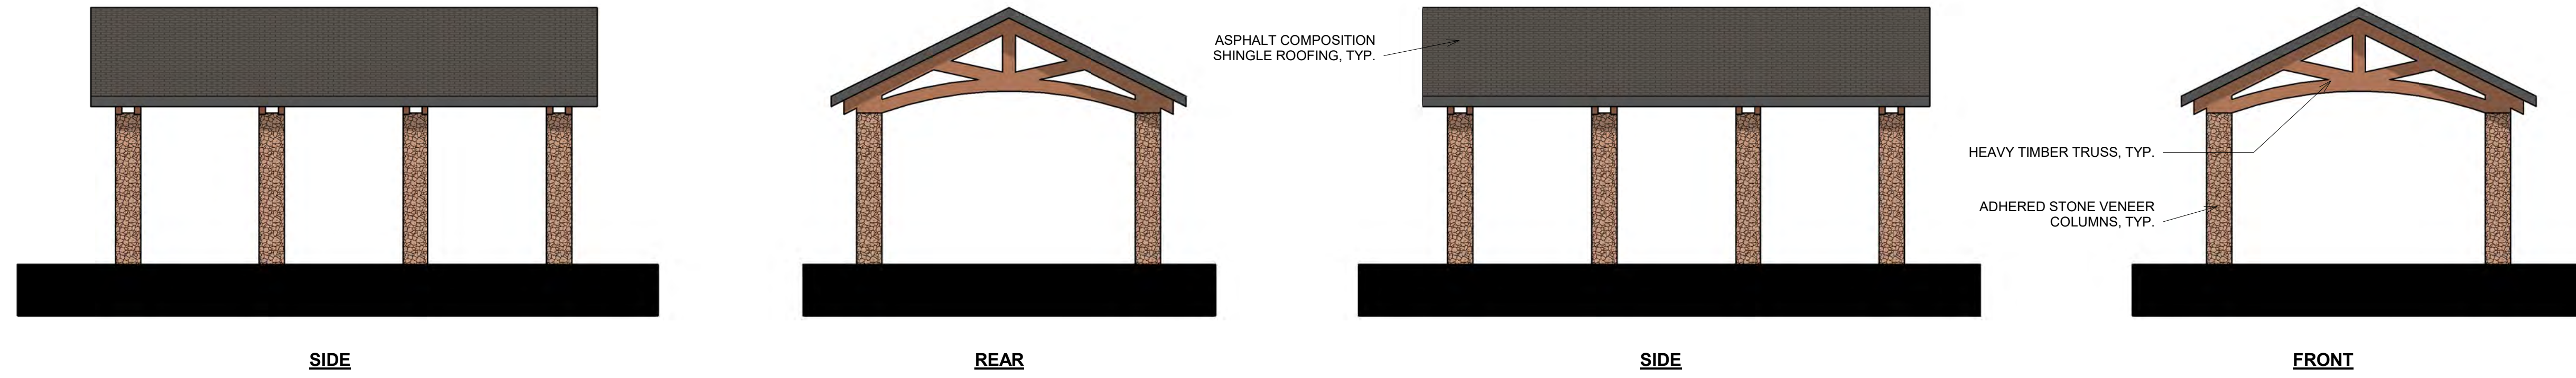 ASPHALT COMPOSITION
SHINGLE ROOFING, TYP.
HEAVY TIMBER TRUSS, TYP.
ADHERED STONE VENEER
COLUMNS, TYP.
SIDE
REAR
SIDE
FRONT